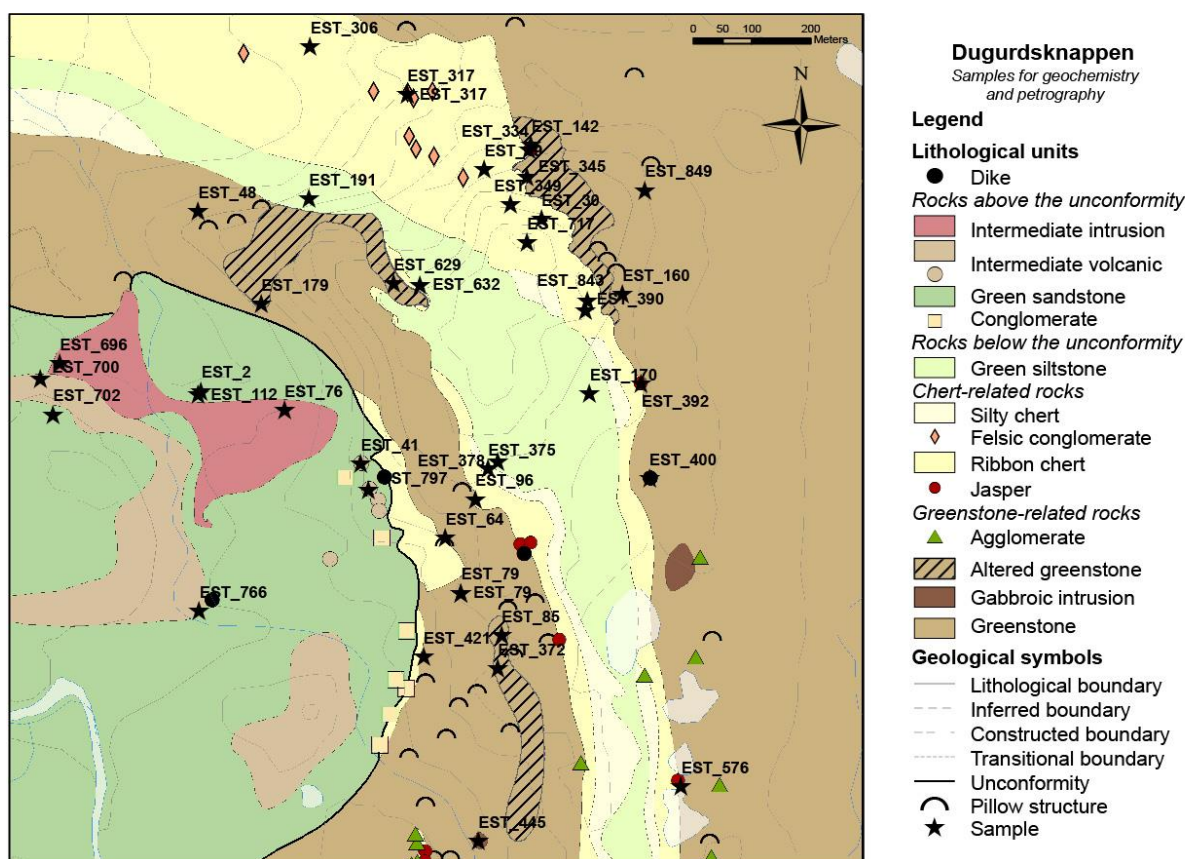 EST_306
0 50 100 200
Meters
EST_317
EST_317
N
EST_334
EST_142
EST_345
EST_349
EST_30
EST_849
EST_717
EST_48
EST_191
EST_629
EST_632
EST_179
EST_843
EST_160
EST_390
EST_696
EST_700
EST_702
EST_2
EST_112
EST_76
EST_170
EST_392
EST_41
EST_378
EST_375
EST_400
ST_797
EST_96
EST_64
EST_79
EST_79
EST_85
EST_766
EST_421
EST_372
EST_576
EST_445
Dugurdsknappen
Samples for geochemistry
and petrography
Legend
Lithological units
Dike
Rocks above the unconformity
Intermediate intrusion
Intermediate volcanic
Green sandstone
Conglomerate
Rocks below the unconformity
Green siltstone
Chert-related rocks
Silty chert
Felsic conglomerate
Ribbon chert
Jasper
Greenstone-related rocks
Agglomerate
Altered greenstone
Gabbroic intrusion
Greenstone
Geological symbols
Lithological boundary
Inferred boundary
Constructed boundary
Transitional boundary
Unconformity
Pillow structure
Sample